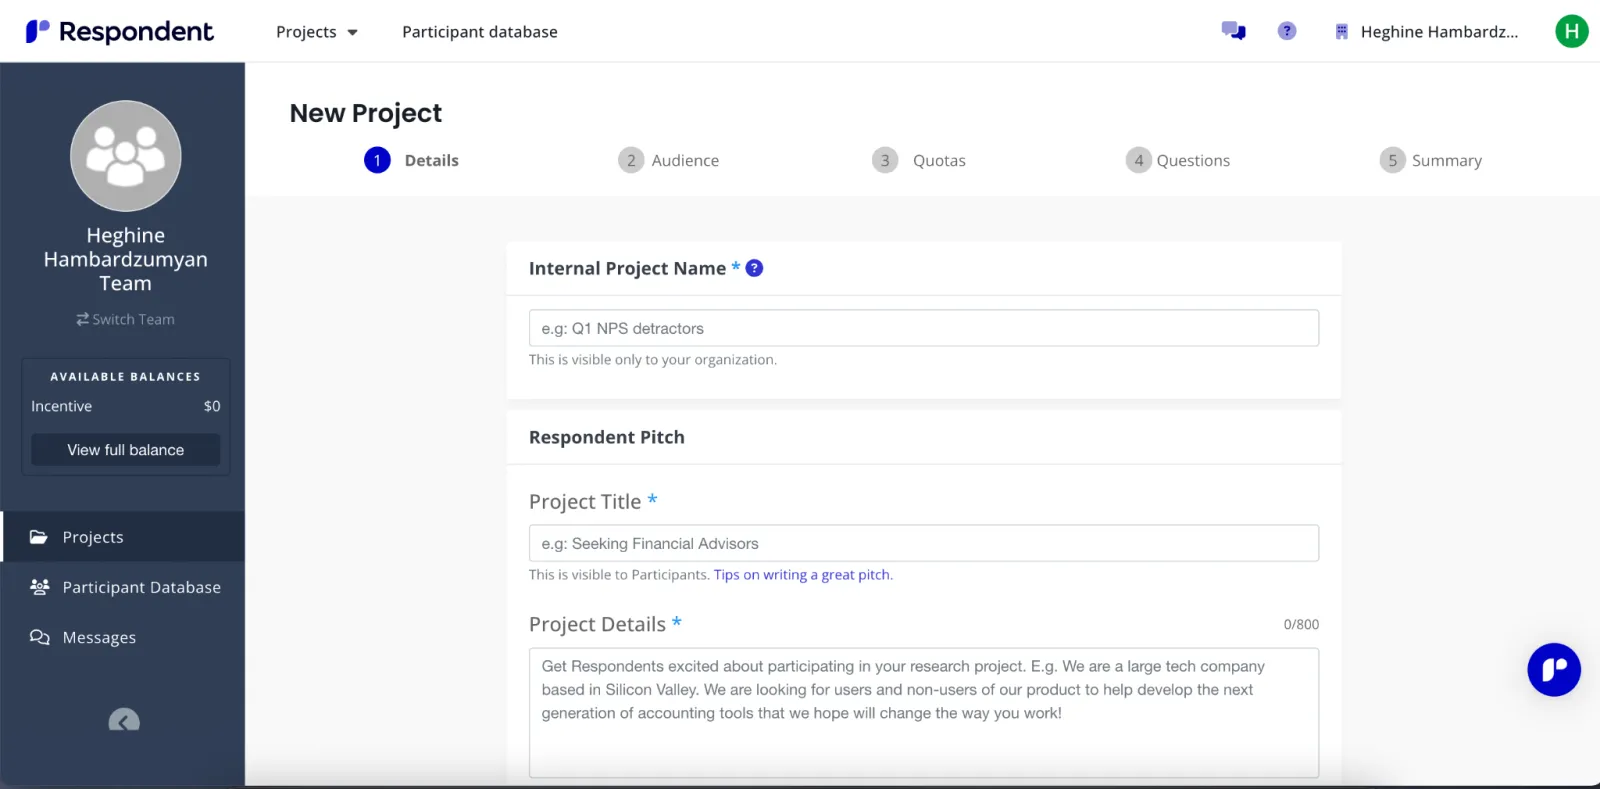 Respondent
Projects
Participant database
?
Heghine Hambardz...
H
Heghine
Hambardzumyan
Team
Switch Team
AVAILABLE BALANCES
Incentive $0
View full balance
Projects
Participant Database
Messages
New Project
1 Details
2 Audience
3 Quotas
4 Questions
5 Summary
Internal Project Name * ?
e.g: Q1 NPS detractors
This is visible only to your organization.
Respondent Pitch
Project Title *
e.g: Seeking Financial Advisors
This is visible to Participants. Tips on writing a great pitch.
Project Details * 0/800
Get Respondents excited about participating in your research project. E.g. We are a large tech company
based in Silicon Valley. We are looking for users and non-users of our product to help develop the next
generation of accounting tools that we hope will change the way you work!